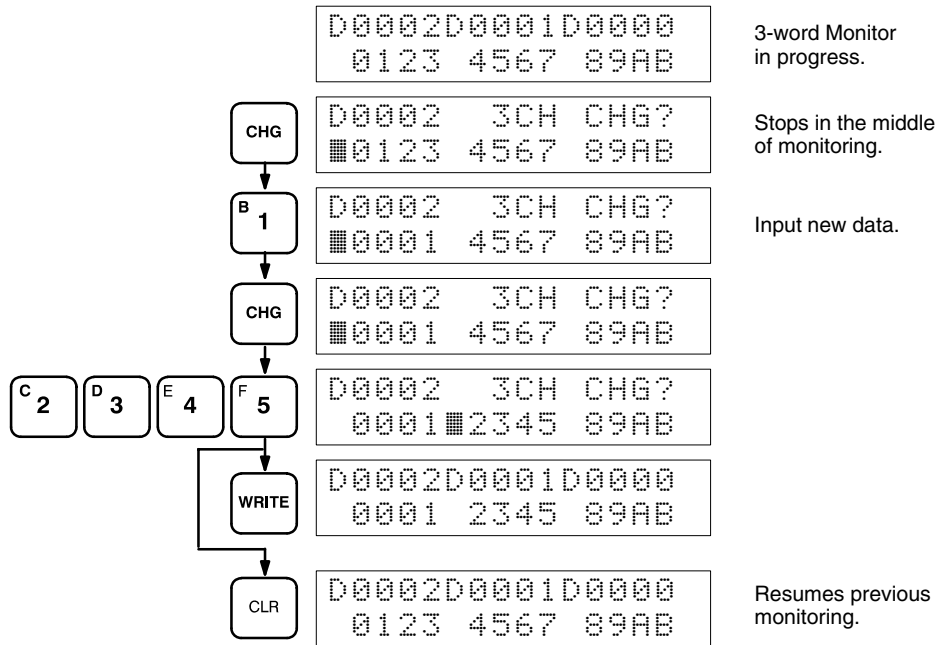 D0002D0001D0000
0123 4567 89AB
3-word Monitor
in progress.
CHG
D0002 3CH CHG?
0123 4567 89AB
Stops in the middle
of monitoring.
B 1
D0002 3CH CHG?
0001 4567 89AB
Input new data.
CHG
D0002 3CH CHG?
0001 4567 89AB
C 2 D 3 E 4 F 5
D0002 3CH CHG?
0001 2345 89AB
WRITE
D0002D0001D0000
0001 2345 89AB
CLR
D0002D0001D0000
0123 4567 89AB
Resumes previous
monitoring.